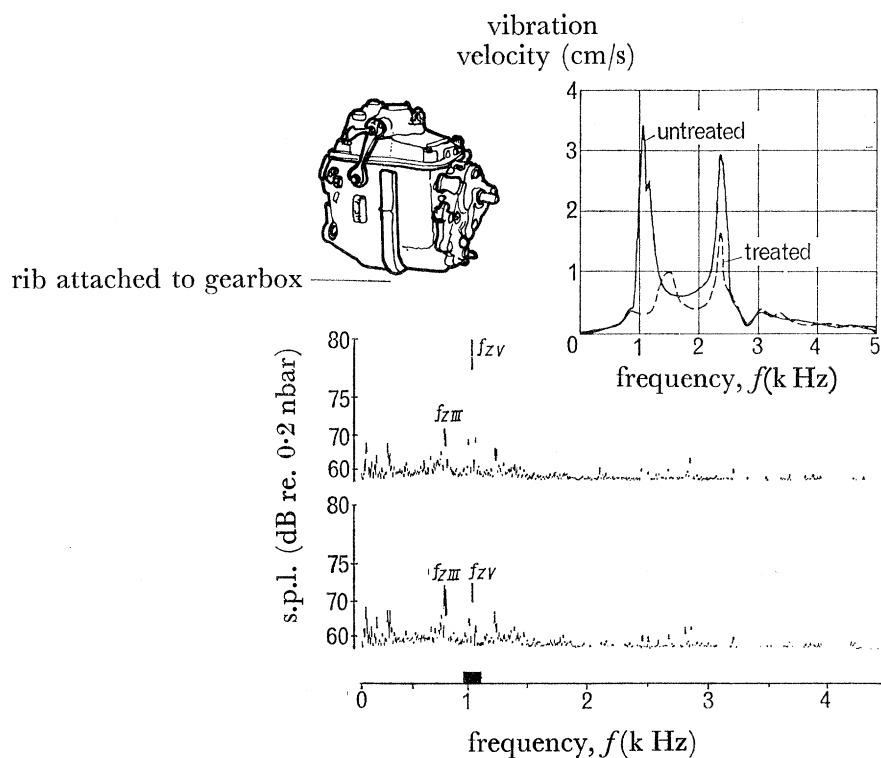 vibration
velocity (cm/s)
4
3
2
1
untreated
treated
0 1 2 3 4 5
frequency, f(k Hz)
rib attached to gearbox
s.p.l. (dB re. 0·2 nbar)
80
75
70
60
fZV
fZIII
80
75
70
60
fZIII fZV
0 1 2 3 4
frequency, f(k Hz)